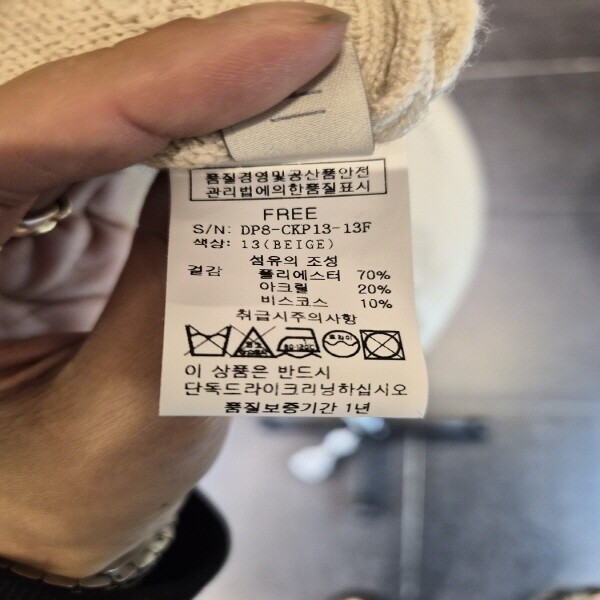 품질경영및공산품안전
관리법에의한품질표시
FREE
S/N: DP8-CKP13-13F
색상: 13(BEIGE)
섬유의 조성
겉감 폴리에스터 70%
아크릴 20%
비스코스 10%
취급시주의사항
드라이
이 상품은 반드시
단독드라이크리닝하십시오
품질보증기간 1년